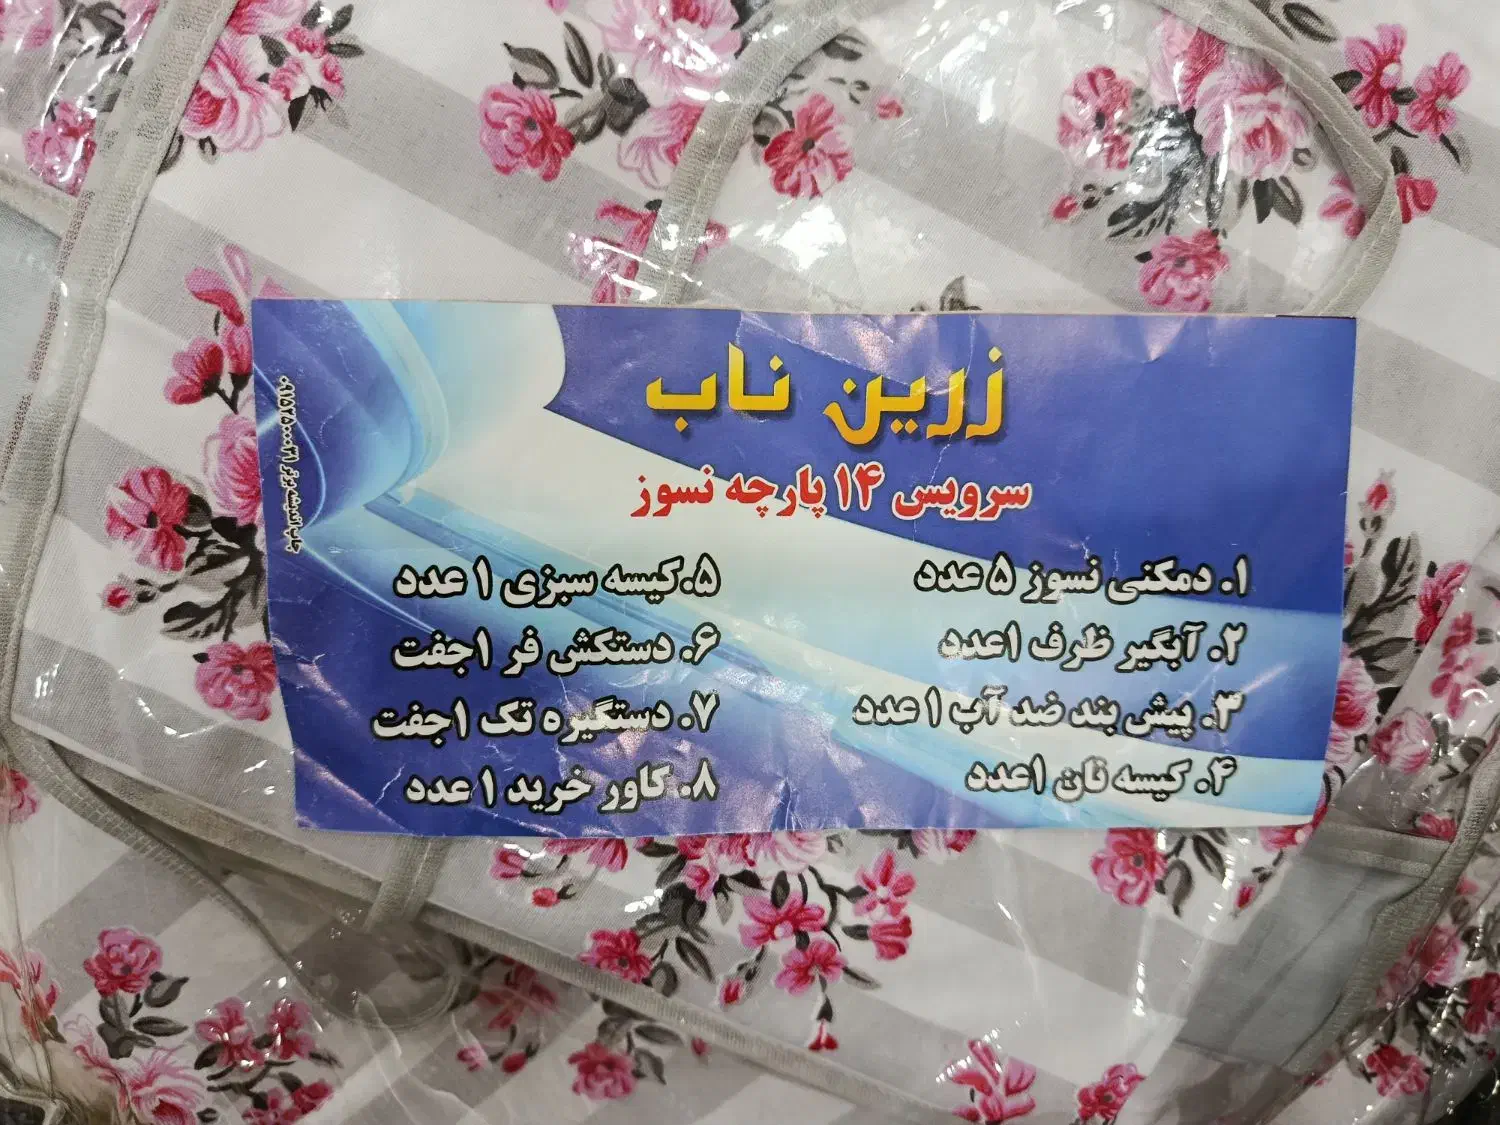 زرین ناب
سرویس ۱۴ پارچه نسوز
۱. دمکنی نسوز ۵ عدد
۲. آبگیر ظرف ۱عدد
۳. پیش بند ضد آب ۱ عدد
۴. کیسه نان ۱عدد
۵.کیسه سبزی ۱ عدد
۶. دستکش فر ۱جفت
۷. دستگیره تک ۱جفت
۸. کاور خرید ۱ عدد